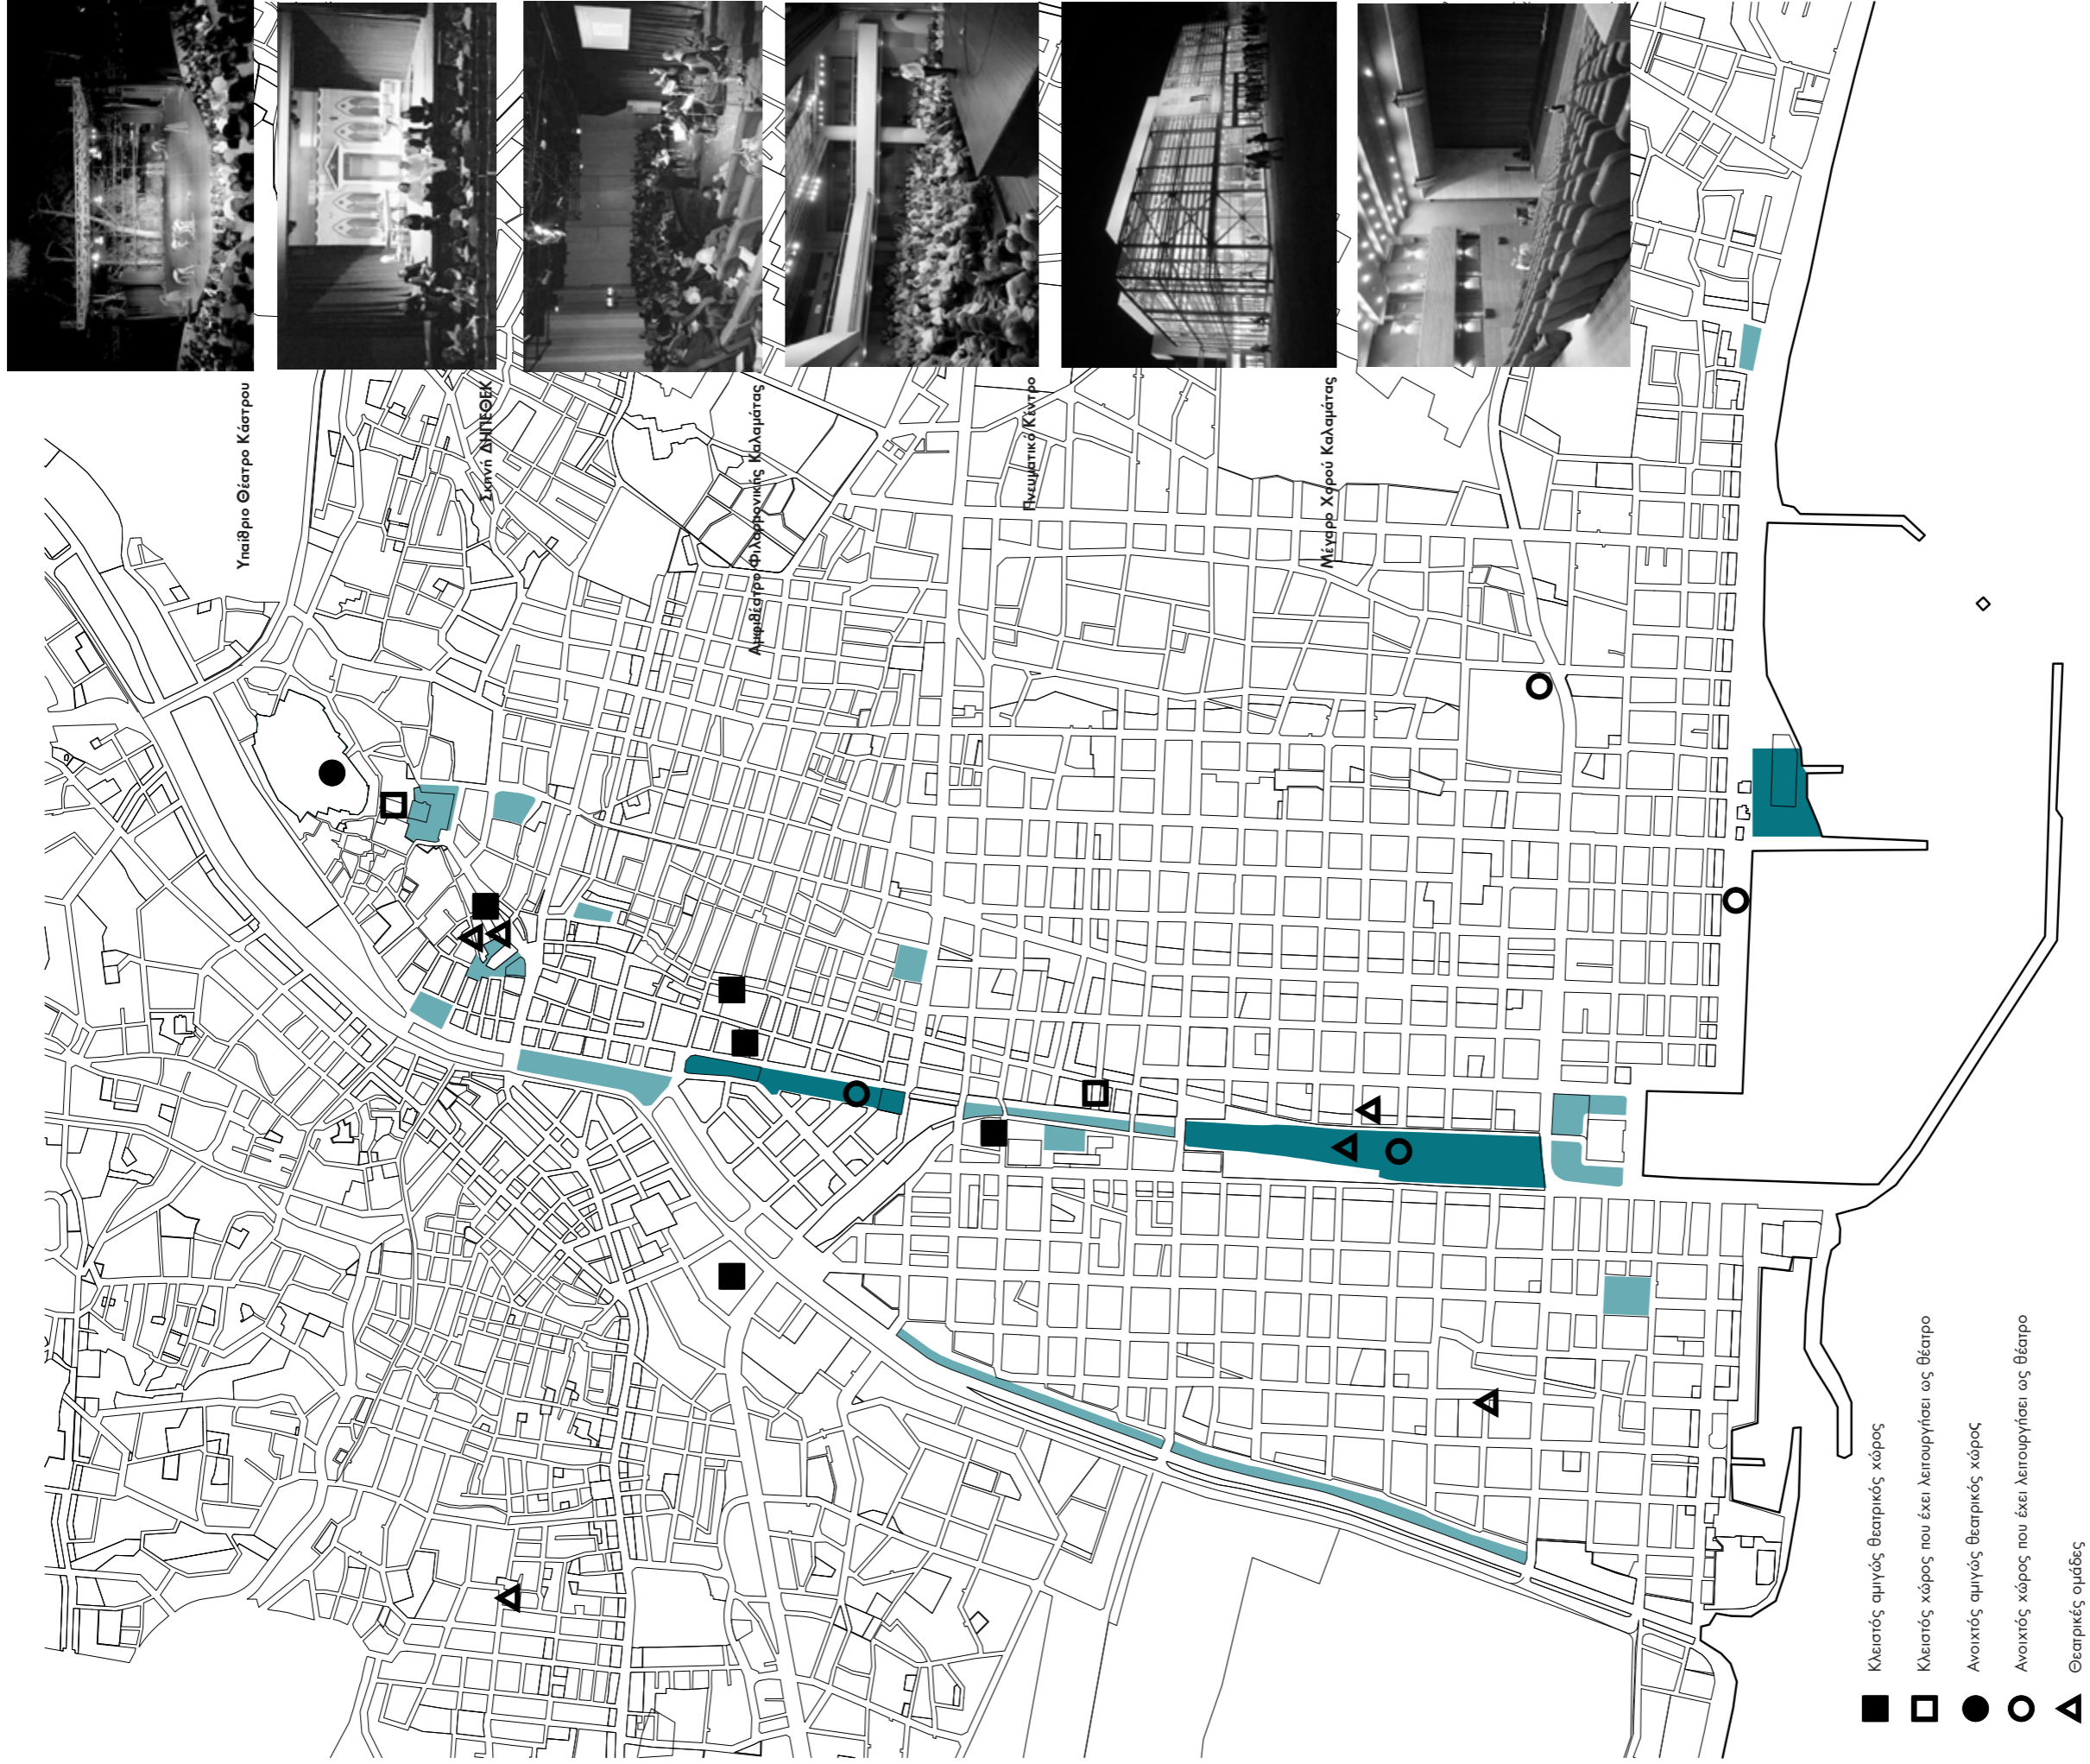 Υπαίθριο Θέατρο Κάστρου
Σκηνή ΔΗΠΕΘΕΚ
Αμφιθέατρο Φιλαρμονικής Καλαμάτας
Πνευματικό Κέντρο
Μέγαρο Χορού Καλαμάτας
Κλειστός αμιγώς θεατρικός χώρος
Κλειστός χώρος που έχει λειτουργήσει ως θέατρο
Ανοιχτός αμιγώς θεατρικός χώρος
Ανοιχτός χώρος που έχει λειτουργήσει ως θέατρο
Θεατρικές ομάδες